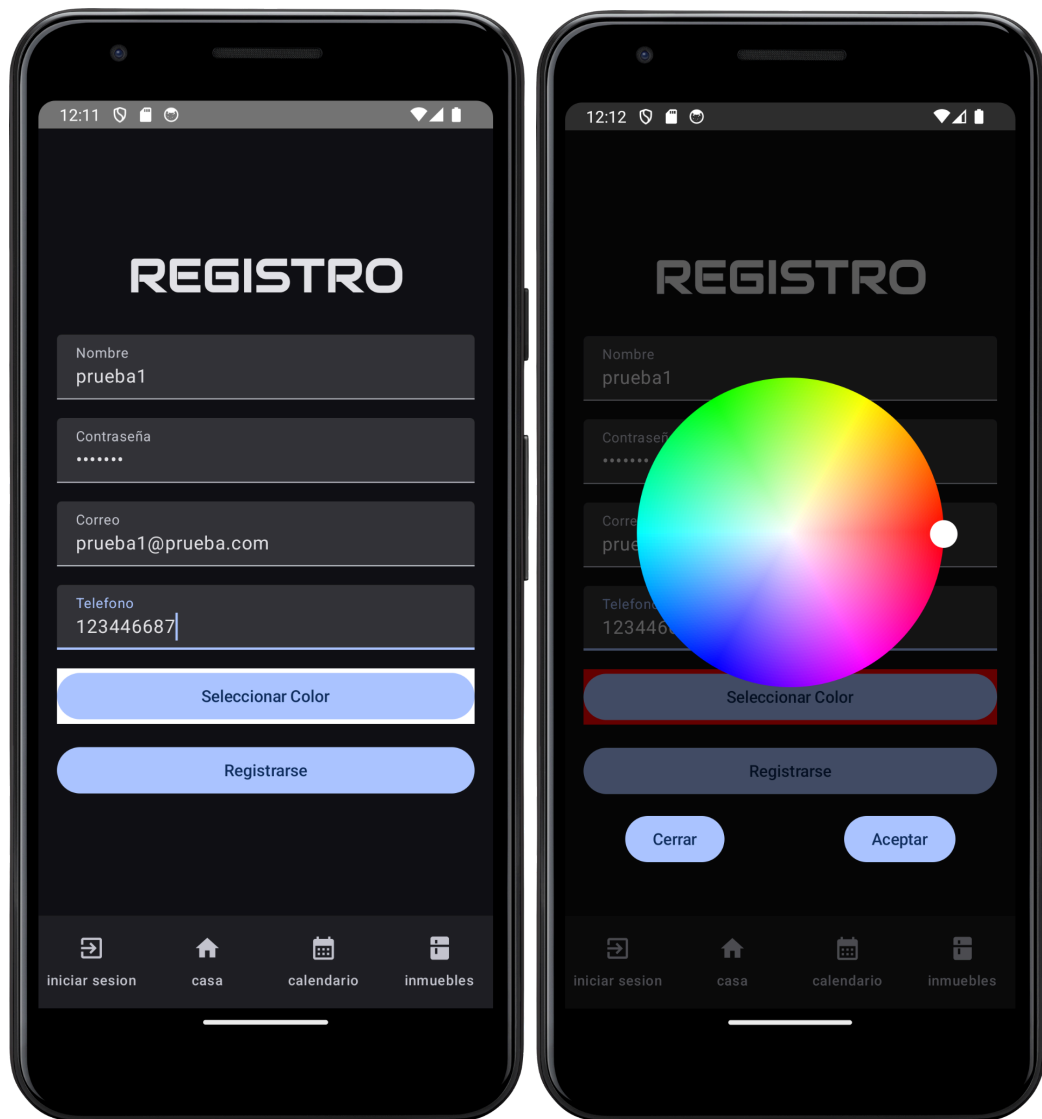 12:11
REGISTRO
Nombre
prueba1
Contraseña
•••••••
Correo
prueba1@prueba.com
Telefono
123446687
Seleccionar Color
Registrarse
iniciar sesion
casa
calendario
inmuebles
12:12
REGISTRO
Nombre
prueba1
Contraseñ
•••••••
Corre
prue
Telefon
12344
Seleccionar Color
Registrarse
Cerrar
Aceptar
iniciar sesion
casa
calendario
inmuebles